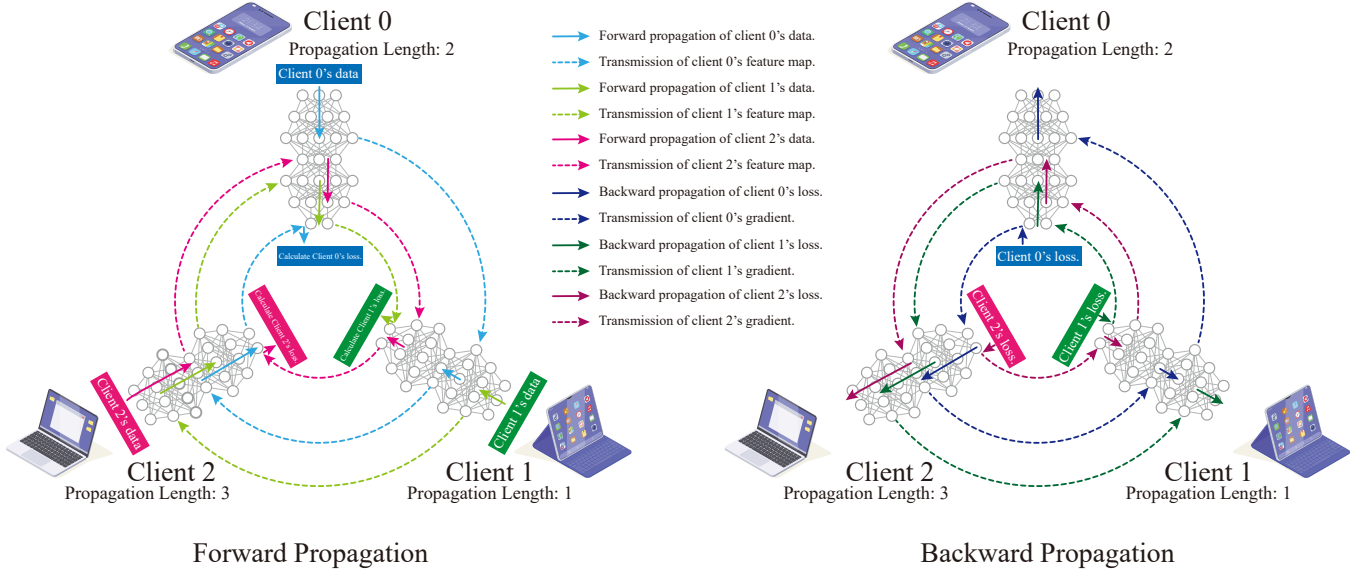 Client 0
Propagation Length: 2
Client 0's data
Calculate Client 0's loss.
Calculate Client 2's loss
Calculate Client 1's loss
Client 2's data
Client 1's data
Client 2
Propagation Length: 3
Client 1
Propagation Length: 1
Forward Propagation
Forward propagation of client 0's data.
Transmission of client 0's feature map.
Forward propagation of client 1's data.
Transmission of client 1's feature map.
Forward propagation of client 2's data.
Transmission of client 2's feature map.
Backward propagation of client 0's loss.
Transmission of client 0's gradient.
Backward propagation of client 1's loss.
Transmission of client 1's gradient.
Backward propagation of client 2's loss.
Transmission of client 2's gradient.
Client 0
Propagation Length: 2
Client 0's loss.
Client 2's loss.
Client 1's loss.
Client 2
Propagation Length: 3
Client 1
Propagation Length: 1
Backward Propagation